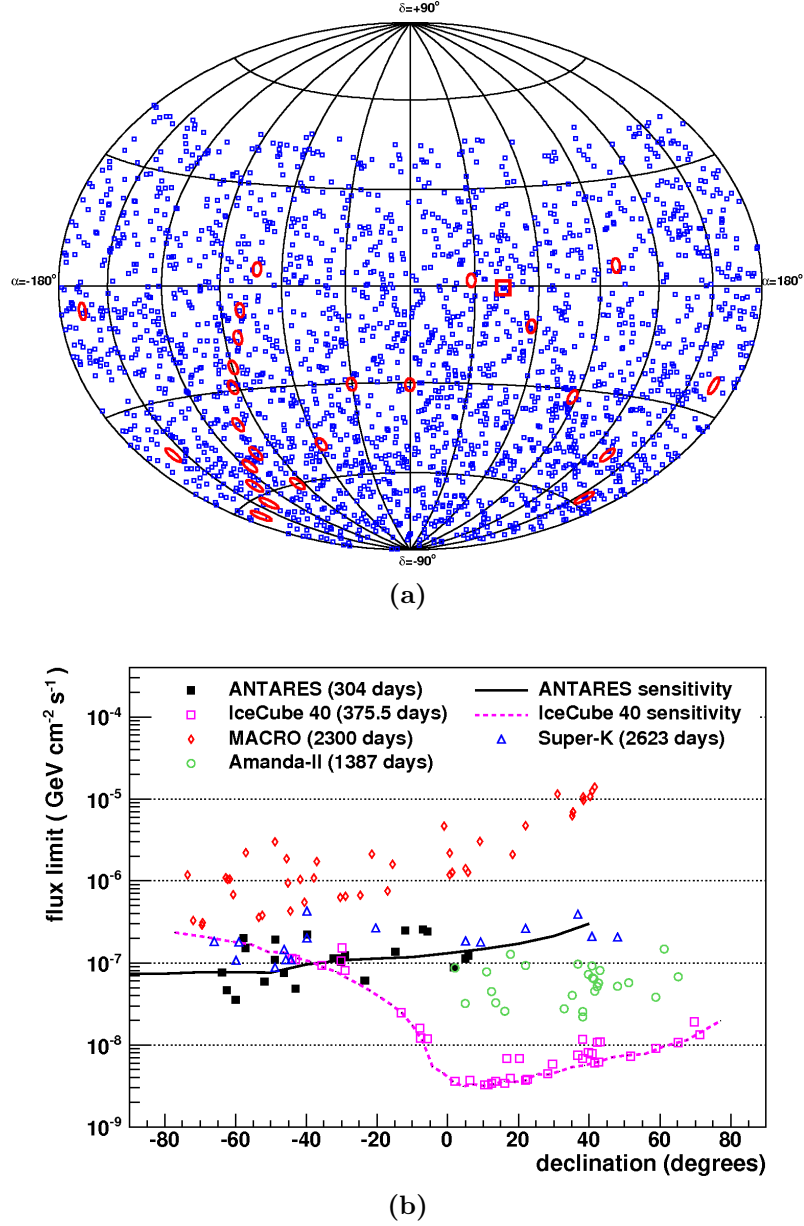 δ=+90°
α=-180°
α=180°
δ=-90°
(a)
flux limit ( GeV cm⁻² s⁻¹)
ANTARES (304 days)
ANTARES sensitivity
IceCube 40 (375.5 days)
IceCube 40 sensitivity
MACRO (2300 days)
Super-K (2623 days)
Amanda-II (1387 days)
10⁻⁴
10⁻⁵
10⁻⁶
10⁻⁷
10⁻⁸
10⁻⁹
-80 -60 -40 -20 0 20 40 60 80
declination (degrees)
(b)